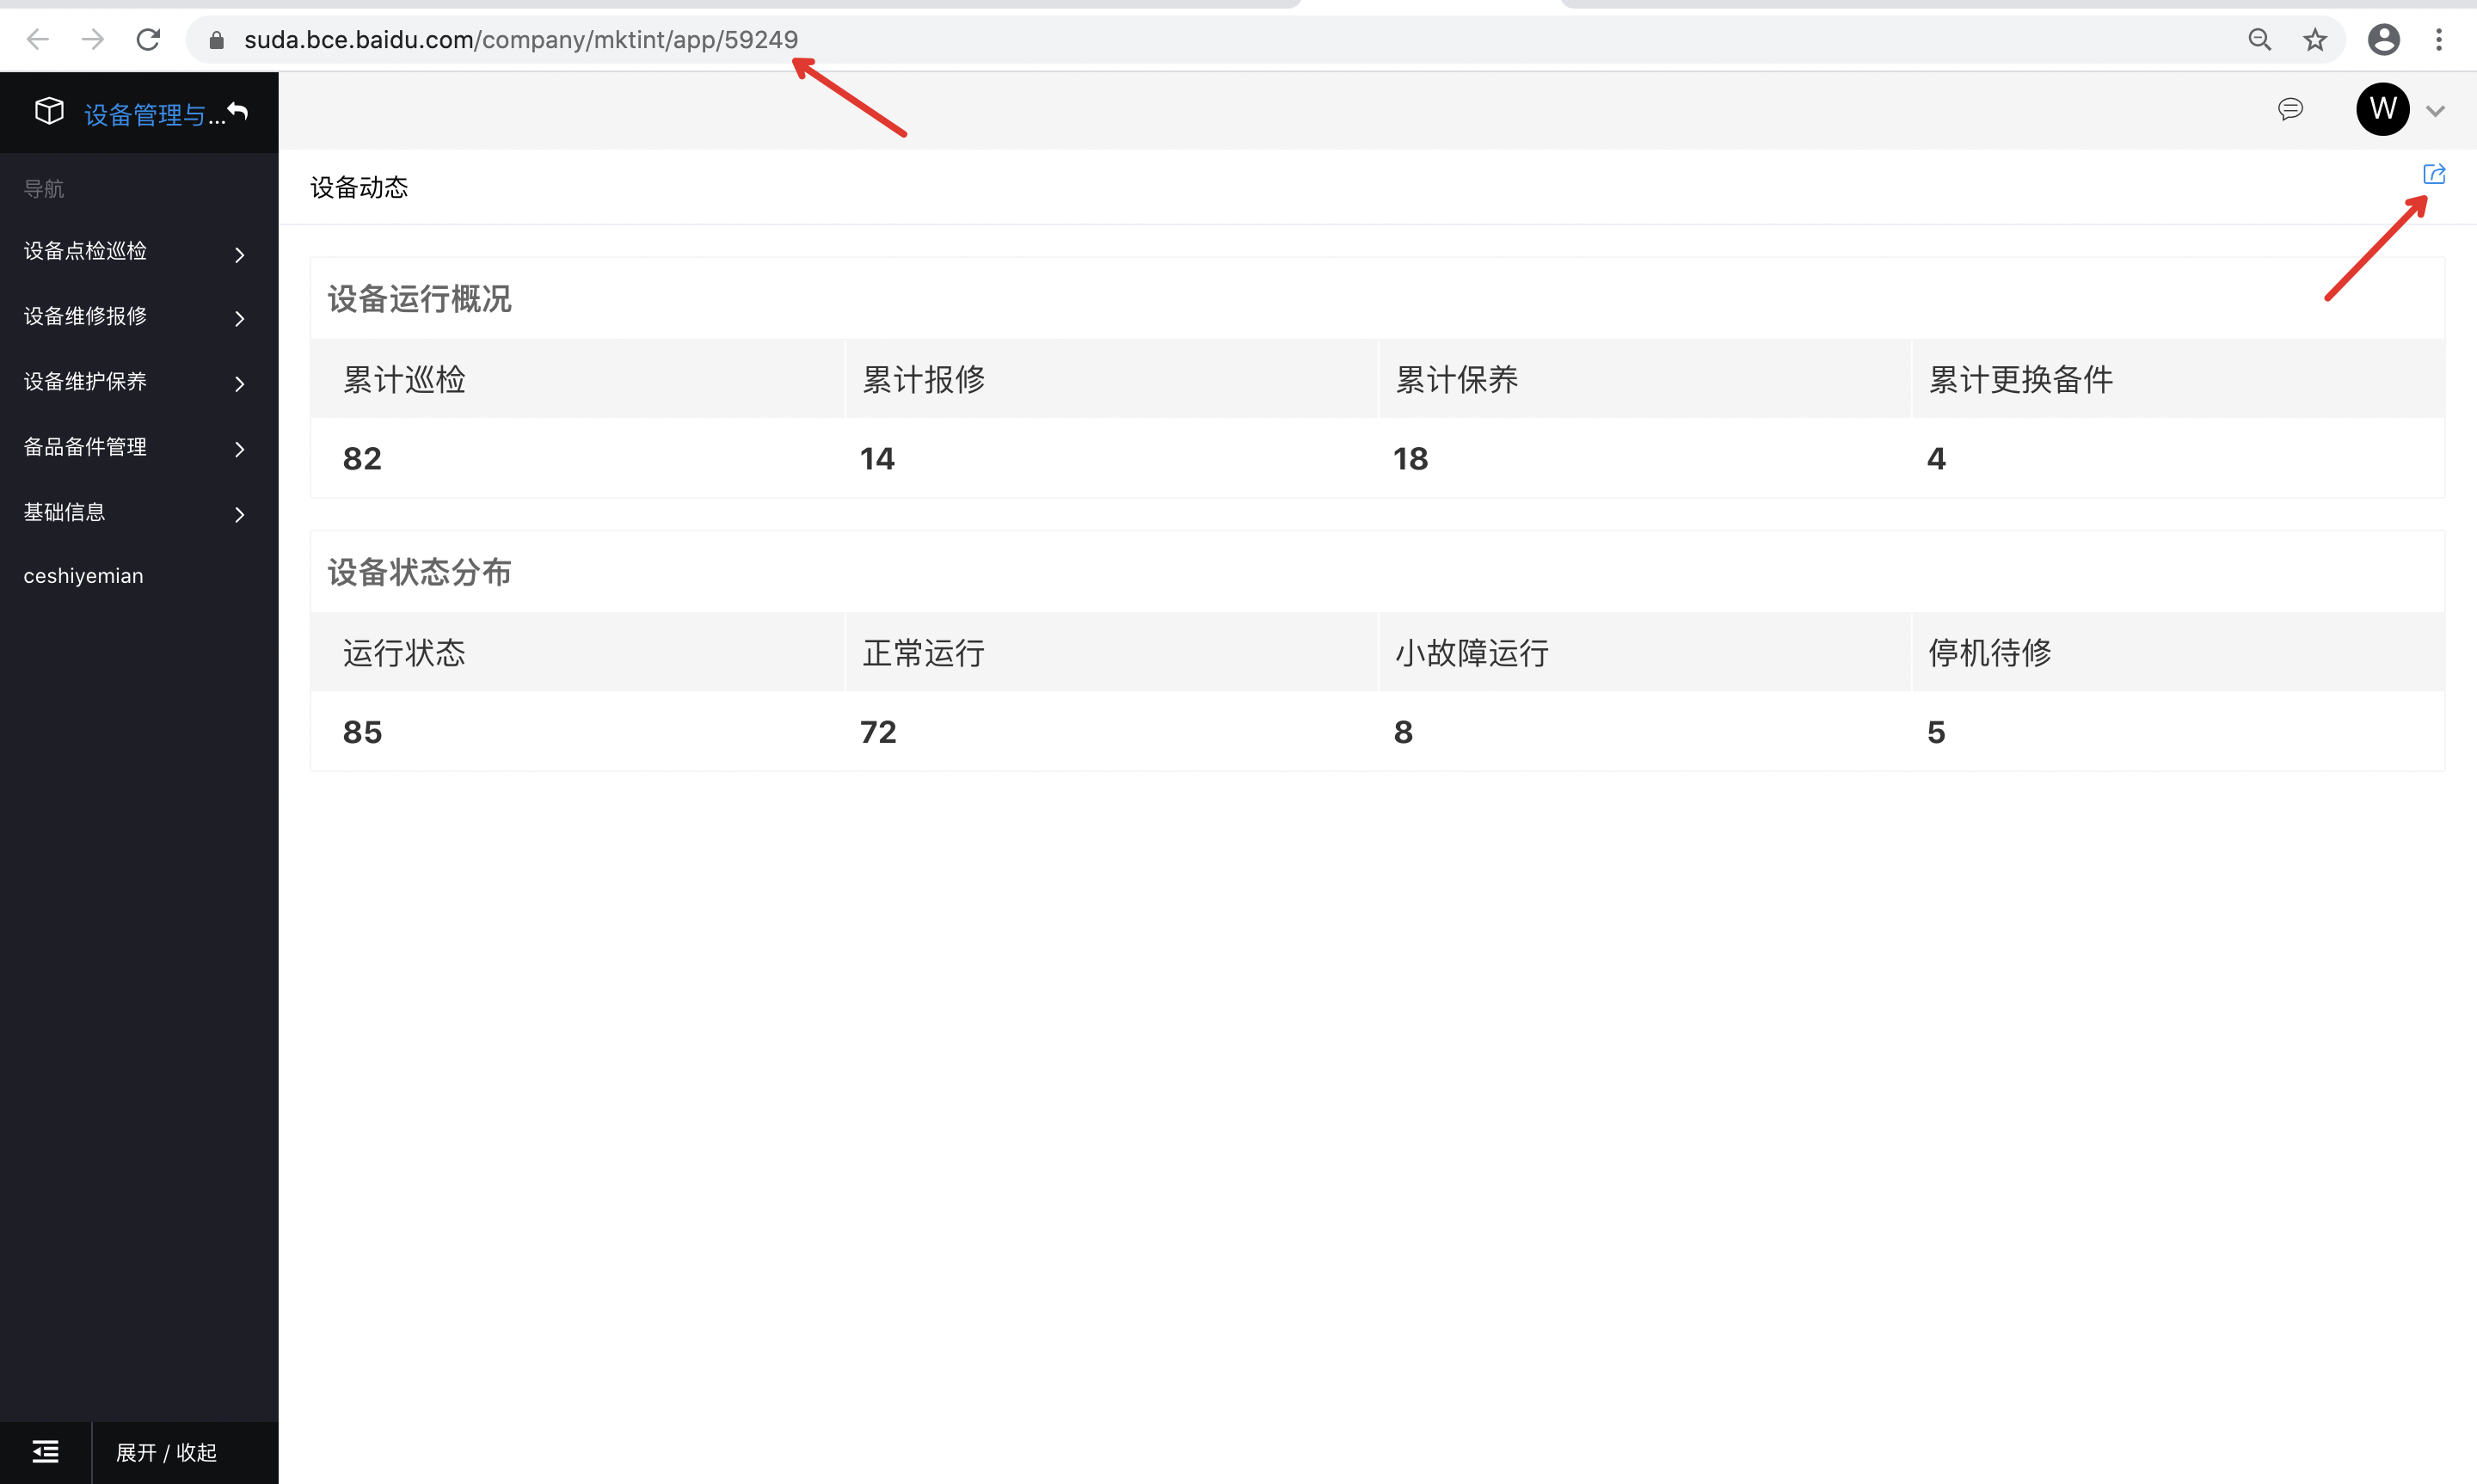 suda.bce.baidu.com/company/mktint/app/59249
设备管理与...
W
导航
设备点检巡检
设备维修报修
设备维护保养
备品备件管理
基础信息
ceshiyemian
展开 / 收起
设备动态
设备运行概况
累计巡检 累计报修 累计保养 累计更换备件
82 14 18 4
设备状态分布
运行状态 正常运行 小故障运行 停机待修
85 72 8 5